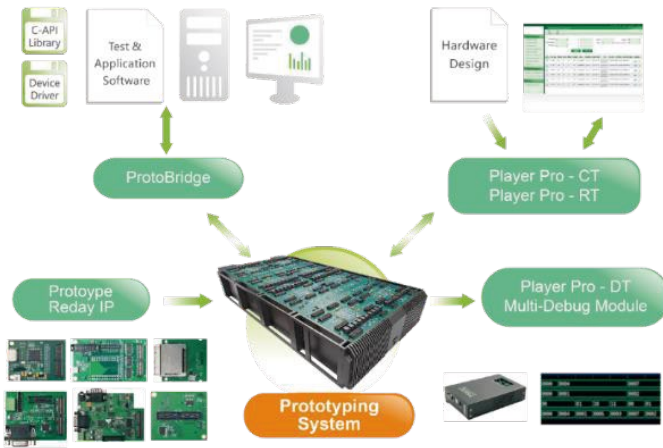 C-API
Library
Device
Driver
Test &
Application
Software
Hardware
Design
ProtoBridge
Player Pro - CT
Player Pro - RT
Protoype
Reday IP
Player Pro - DT
Multi-Debug Module
Prototyping
System